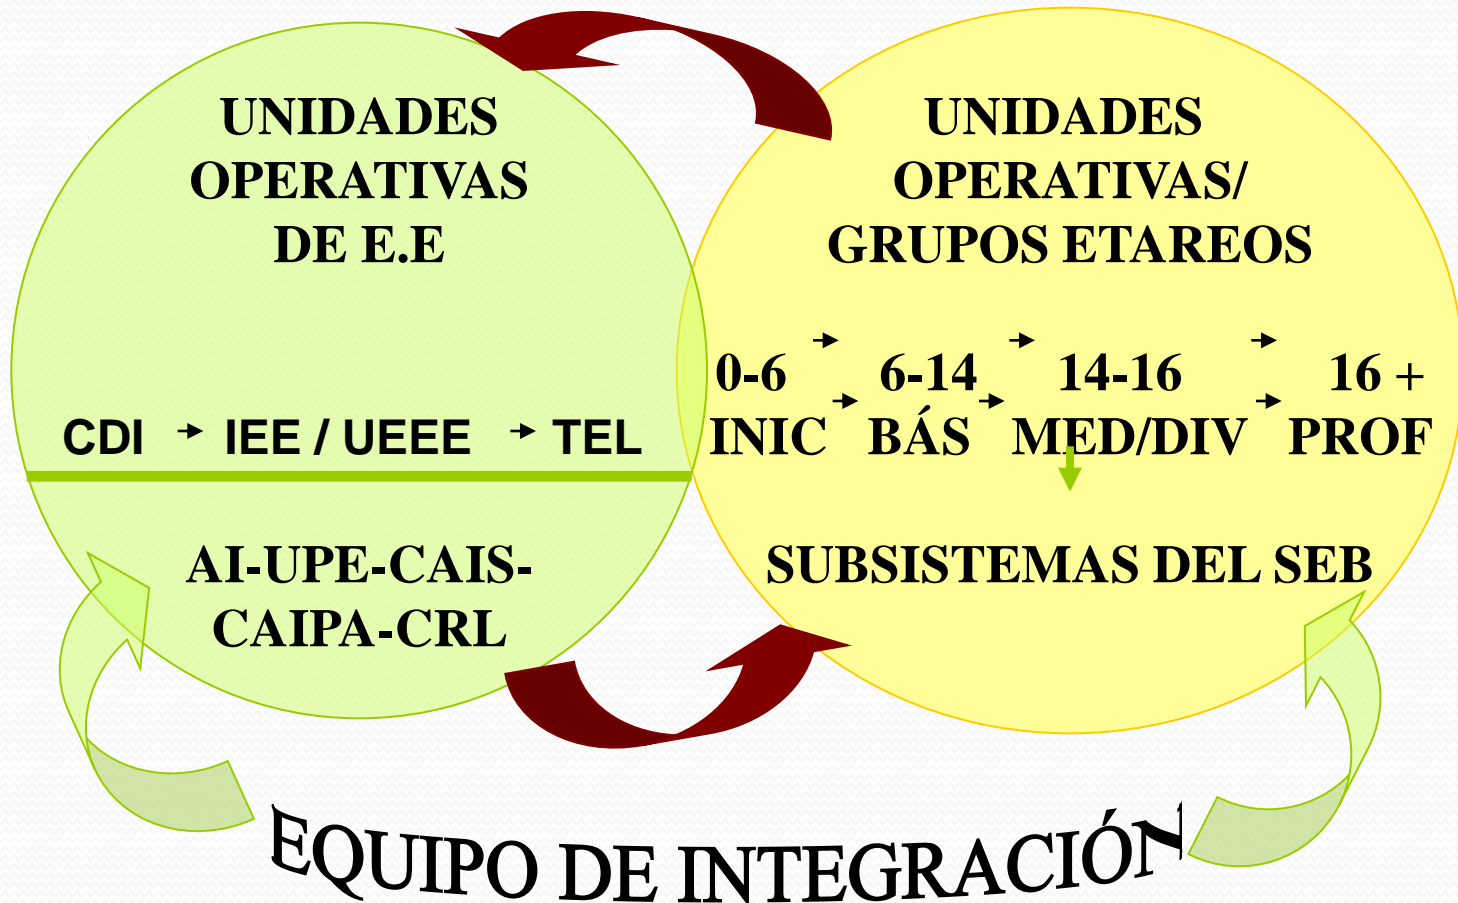 UNIDADES
OPERATIVAS
DE E.E
CDI → IEE / UEEE → TEL
AI-UPE-CAIS-
CAIPA-CRL
UNIDADES
OPERATIVAS/
GRUPOS ETAREOS
0-6 → 6-14 → 14-16 → 16 +
INIC → BÁS → MED/DIV → PROF
SUBSISTEMAS DEL SEB
EQUIPO DE INTEGRACIÓN